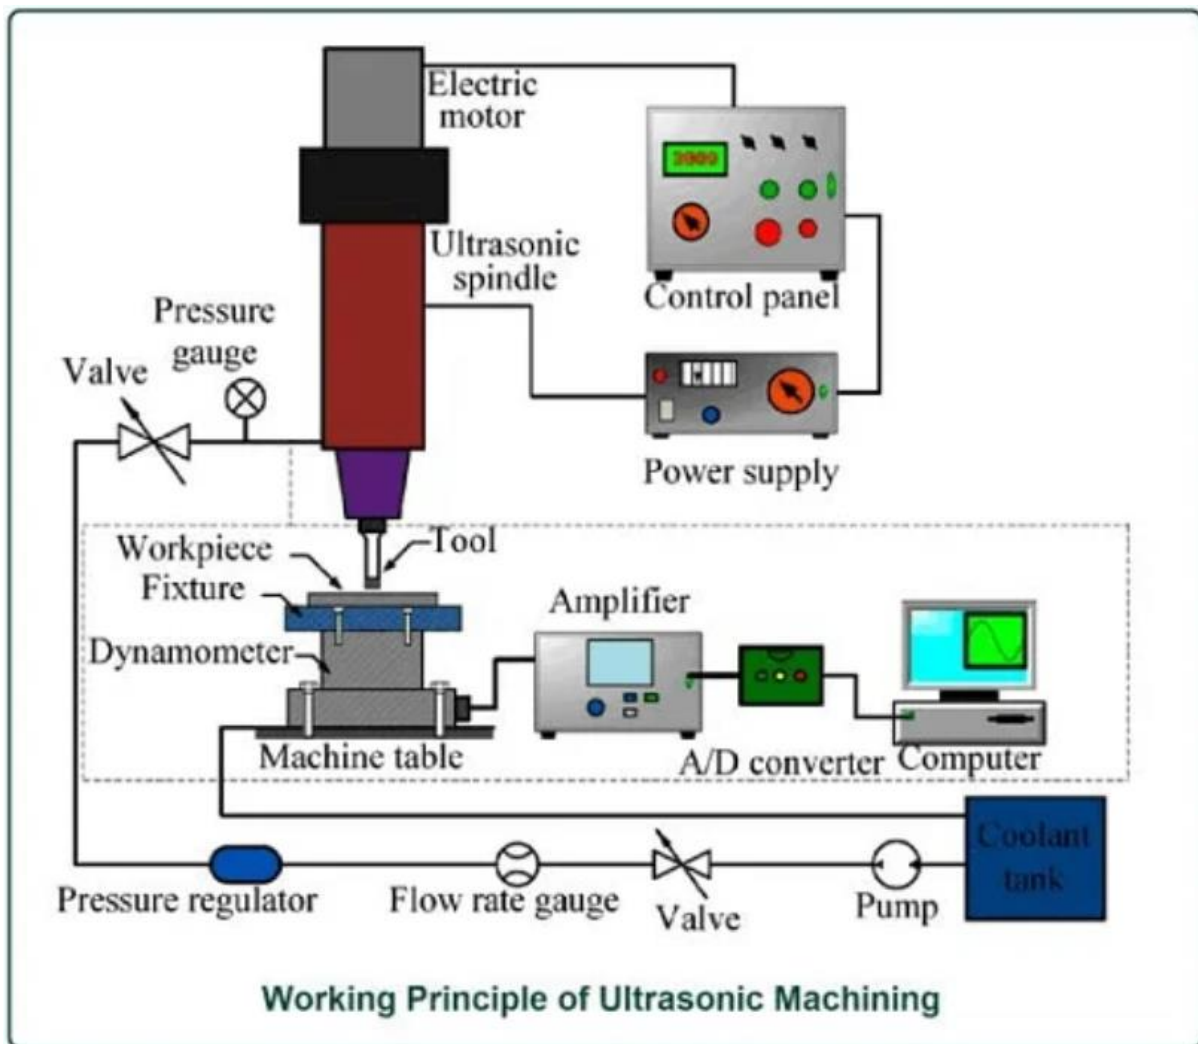 Electric
motor
3000
Ultrasonic
spindle
Control panel
Pressure
gauge
Valve
Power supply
Tool
Workpiece
Fixture
Amplifier
Dynamometer
Machine table
A/D converter
Computer
Coolant
tank
Pressure regulator
Flow rate gauge
Valve
Pump
Working Principle of Ultrasonic Machining